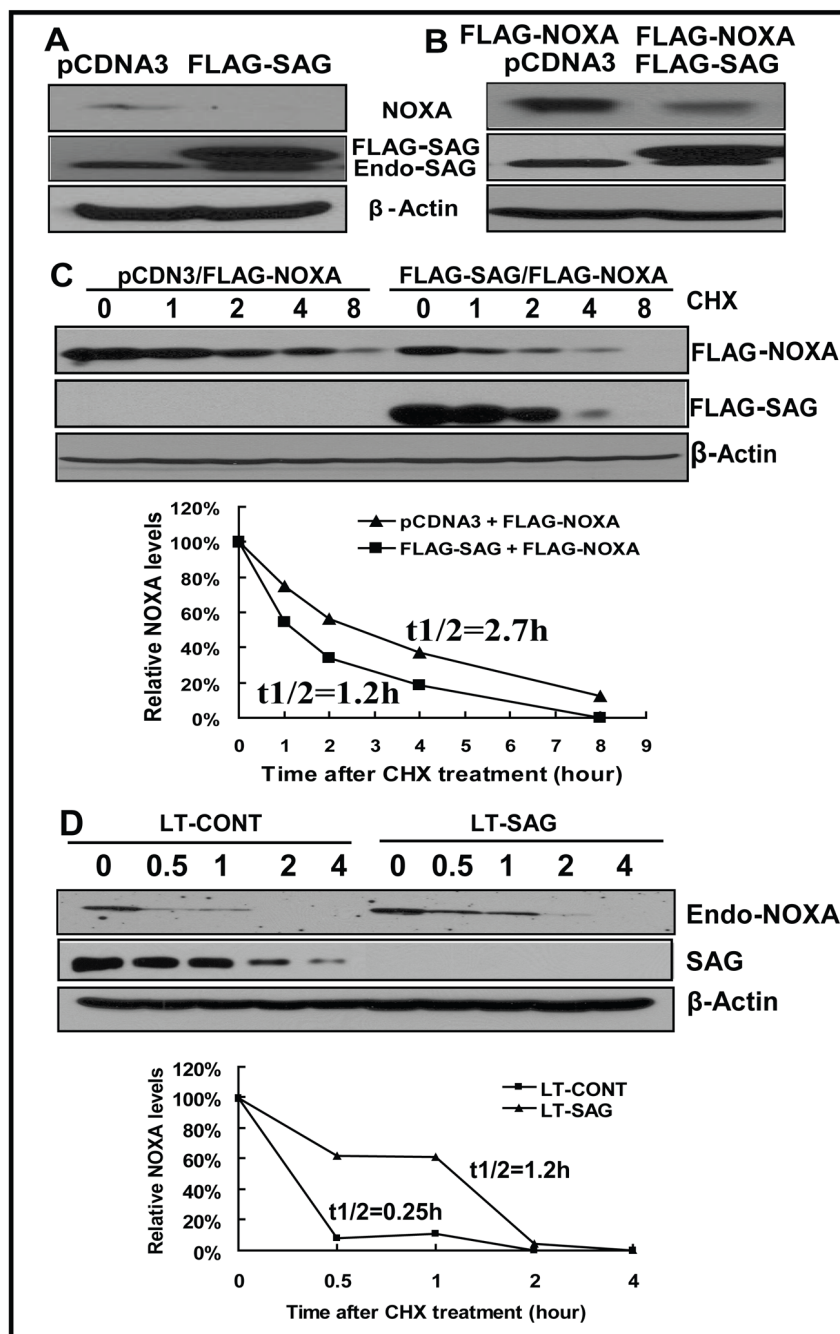 A
pCDNA3 FLAG-SAG
B
FLAG-NOXA FLAG-NOXA
pCDNA3 FLAG-SAG
NOXA
FLAG-SAG
Endo-SAG
β-Actin
C
pCDN3/FLAG-NOXA FLAG-SAG/FLAG-NOXA
0 1 2 4 8 0 1 2 4 8 CHX
FLAG-NOXA
FLAG-SAG
β-Actin
120%
100%
80%
60%
40%
20%
0%
Relative NOXA levels
pCDNA3 + FLAG-NOXA
FLAG-SAG + FLAG-NOXA
t1/2=2.7h
t1/2=1.2h
0 1 2 3 4 5 6 7 8 9
Time after CHX treatment (hour)
D
LT-CONT LT-SAG
0 0.5 1 2 4 0 0.5 1 2 4
Endo-NOXA
SAG
β-Actin
120%
100%
80%
60%
40%
20%
0%
Relative NOXA levels
LT-CONT
LT-SAG
t1/2=1.2h
t1/2=0.25h
0 0.5 1 2 4
Time after CHX treatment (hour)